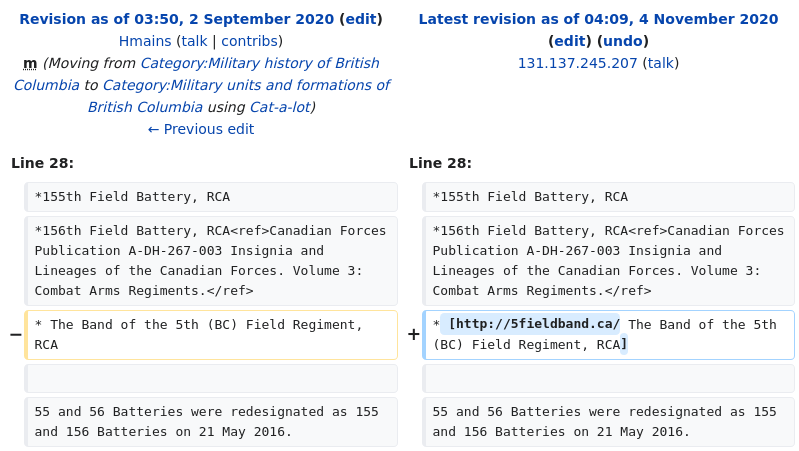 Revision as of 03:50, 2 September 2020 (edit)
Hmains (talk | contribs)
m (Moving from Category:Military history of British
Columbia to Category:Military units and formations of
British Columbia using Cat-a-lot)
← Previous edit
Latest revision as of 04:09, 4 November 2020
(edit) (undo)
131.137.245.207 (talk)
Line 28:
Line 28:
*155th Field Battery, RCA
*155th Field Battery, RCA
*156th Field Battery, RCA<ref>Canadian Forces
Publication A-DH-267-003 Insignia and
Lineages of the Canadian Forces. Volume 3:
Combat Arms Regiments.</ref>
*156th Field Battery, RCA<ref>Canadian Forces
Publication A-DH-267-003 Insignia and
Lineages of the Canadian Forces. Volume 3:
Combat Arms Regiments.</ref>
− * The Band of the 5th (BC) Field Regiment,
RCA
+ * [http://5fieldband.ca/ The Band of the 5th
(BC) Field Regiment, RCA]
55 and 56 Batteries were redesignated as 155
and 156 Batteries on 21 May 2016.
55 and 56 Batteries were redesignated as 155
and 156 Batteries on 21 May 2016.